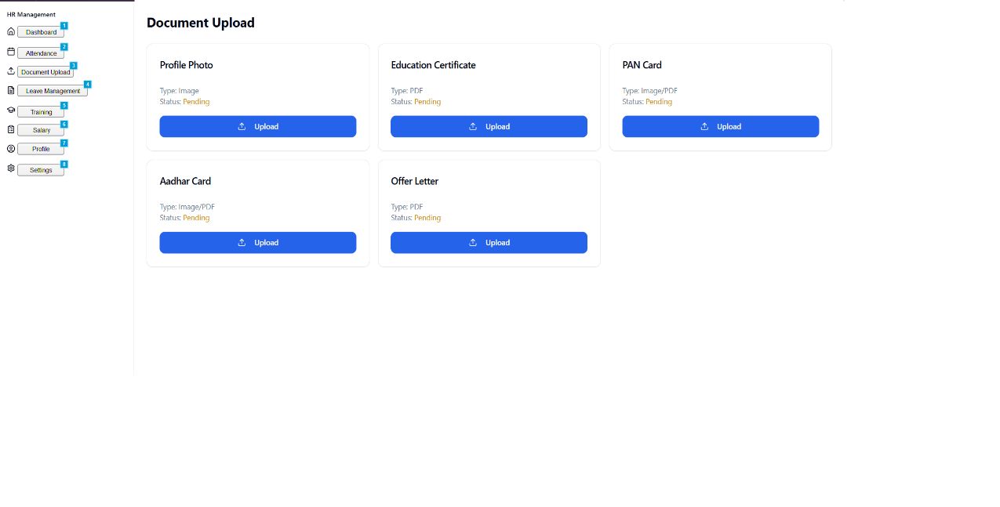 HR Management
1
Dashboard
2
Attendance
3
Document Upload
4
Leave Management
5
Training
6
Salary
7
Profile
8
Settings
Document Upload
Profile Photo
Type: Image
Status: Pending
Upload
Education Certificate
Type: PDF
Status: Pending
Upload
PAN Card
Type: Image/PDF
Status: Pending
Upload
Aadhar Card
Type: Image/PDF
Status: Pending
Upload
Offer Letter
Type: PDF
Status: Pending
Upload